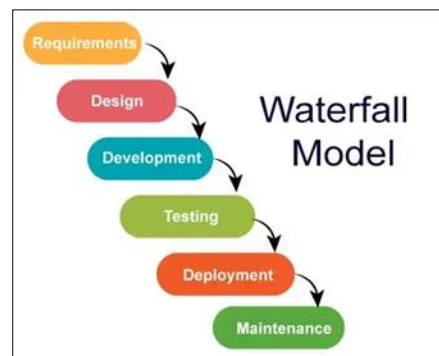 Requirements
Design
Waterfall
Model
Development
Testing
Deployment
Maintenance